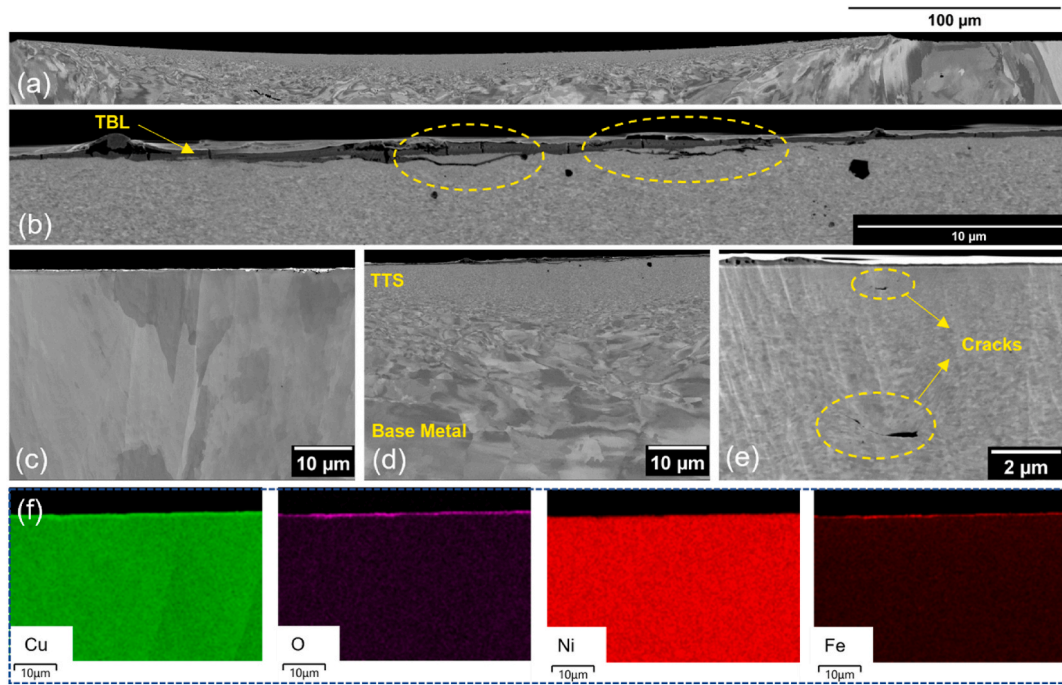 100 µm
(a)
TBL
(b)
10 µm
TTS
Cracks
Base Metal
(c)
10 µm
(d)
10 µm
(e)
2 µm
(f)
Cu
O
Ni
Fe
10µm
10µm
10µm
10µm